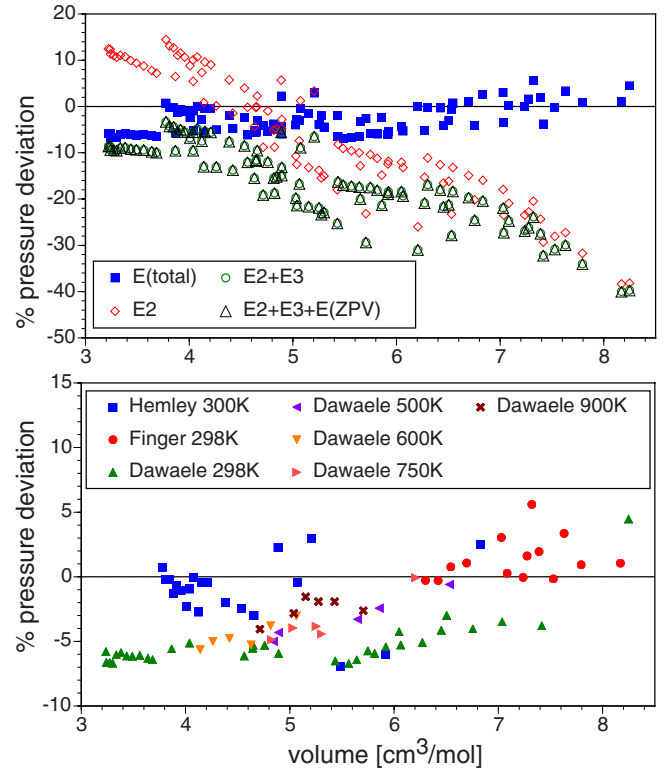 20
10
0
-10
-20
-30
-40
-50
% pressure deviation
E(total)
E2+E3
E2
E2+E3+E(ZPV)
3
4
5
6
7
8
15
10
5
0
-5
-10
% pressure deviation
Hemley 300K
Dawaele 500K
Dawaele 900K
Finger 298K
Dawaele 600K
Dawaele 298K
Dawaele 750K
3
4
5
6
7
8
volume [cm³/mol]